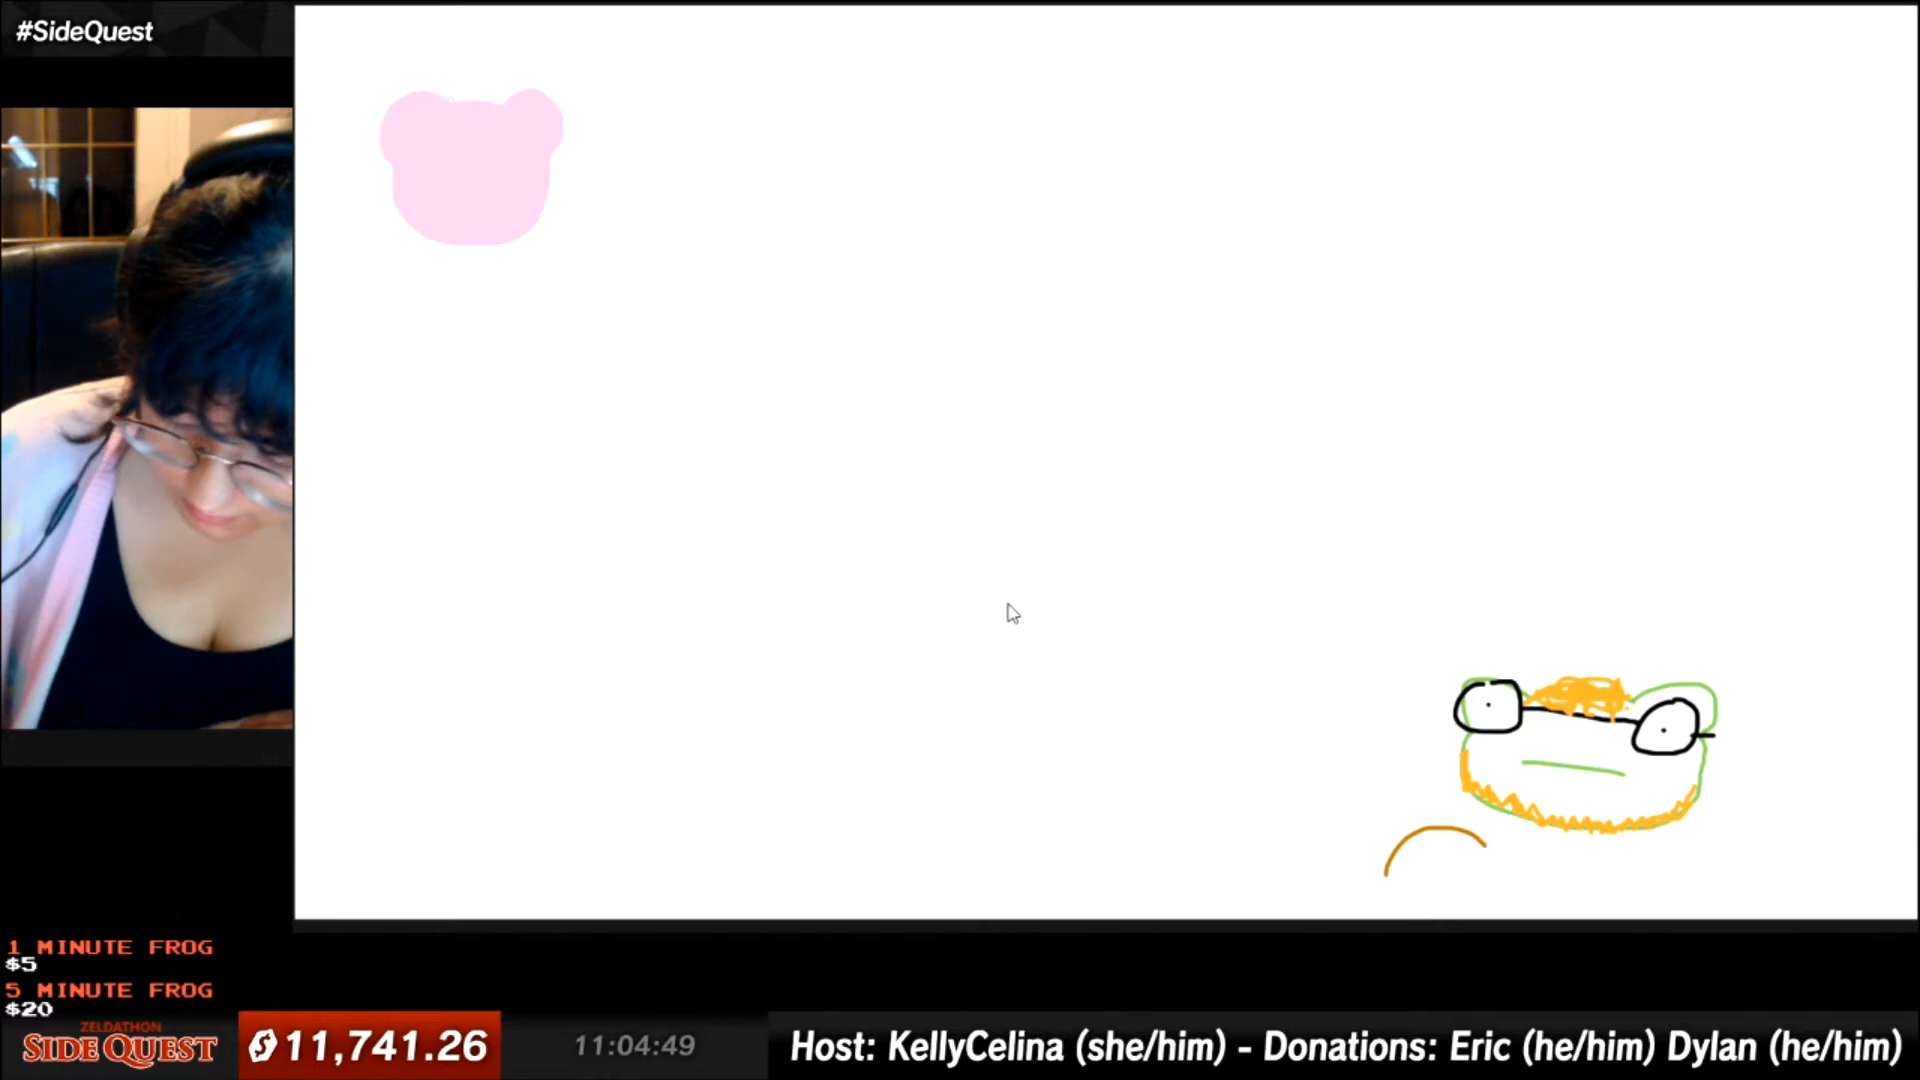 #SideQuest
1 MINUTE FROG
$5
5 MINUTE FROG
$20
ZELDATHON
SIDE QUEST
11,741.26
11:04:49
Host: KellyCelina (she/him) - Donations: Eric (he/him) Dylan (he/him)